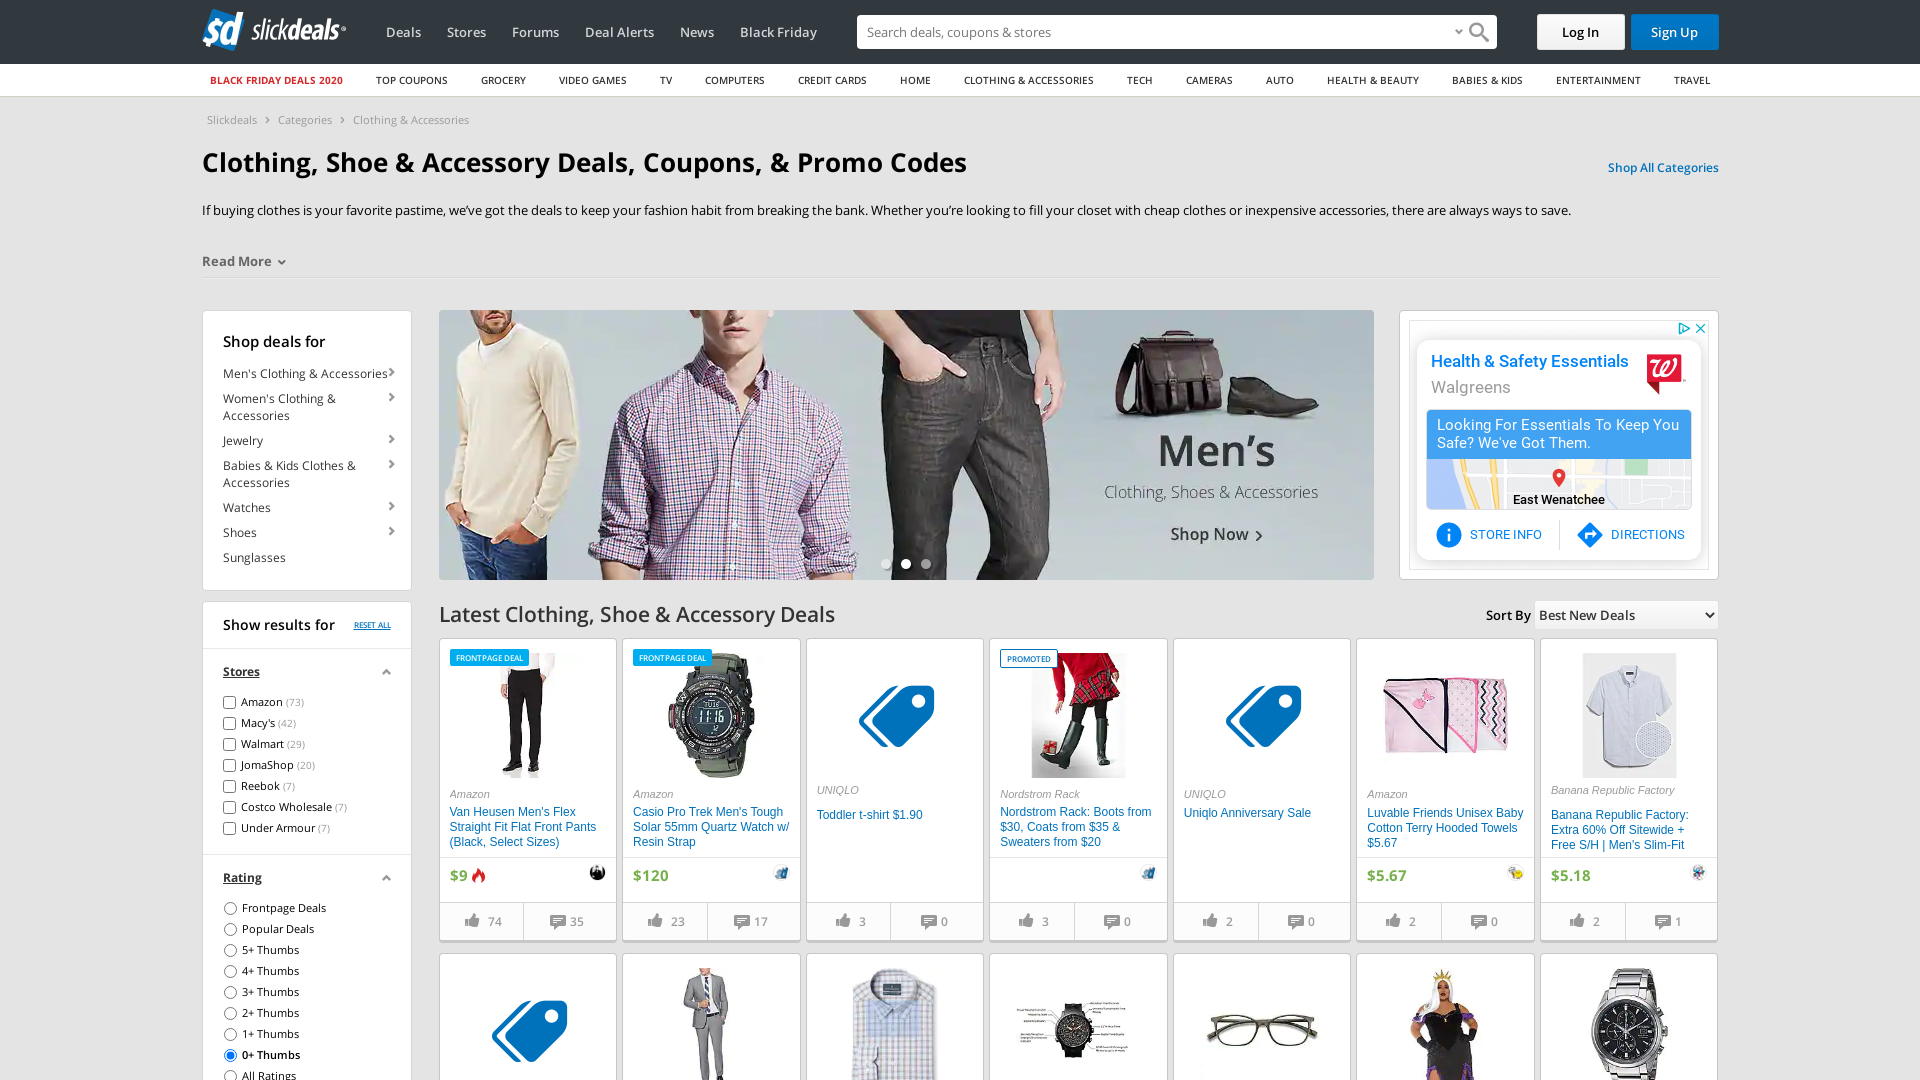 slickdeals
Deals
Stores
Forums
Deal Alerts
News
Black Friday
Search deals, coupons & stores
Log In
Sign Up
BLACK FRIDAY DEALS 2020
TOP COUPONS
GROCERY
VIDEO GAMES
TV
COMPUTERS
CREDIT CARDS
HOME
CLOTHING & ACCESSORIES
TECH
CAMERAS
AUTO
HEALTH & BEAUTY
BABIES & KIDS
ENTERTAINMENT
TRAVEL
Slickdeals
Categories
Clothing & Accessories
Clothing, Shoe & Accessory Deals, Coupons, & Promo Codes
Shop All Categories
If buying clothes is your favorite pastime, we’ve got the deals to keep your fashion habit from breaking the bank. Whether you’re looking to fill your closet with cheap clothes or inexpensive accessories, there are always ways to save.
Read More
Shop deals for
Men's Clothing & Accessories
Women's Clothing &
Accessories
Jewelry
Babies & Kids Clothes &
Accessories
Watches
Shoes
Sunglasses
Men’s
Clothing, Shoes & Accessories
Shop Now
Health & Safety Essentials
Walgreens
Looking For Essentials To Keep You
Safe? We've Got Them.
East Wenatchee
STORE INFO
DIRECTIONS
Show results for
RESET ALL
Stores
Amazon (73)
Macy's (42)
Walmart (29)
JomaShop (20)
Reebok (7)
Costco Wholesale (7)
Under Armour (7)
Rating
Frontpage Deals
Popular Deals
5+ Thumbs
4+ Thumbs
3+ Thumbs
2+ Thumbs
1+ Thumbs
0+ Thumbs
All Ratings
Latest Clothing, Shoe & Accessory Deals
Sort By
Best New Deals
FRONTPAGE DEAL
Amazon
Van Heusen Men's Flex
Straight Fit Flat Front Pants
(Black, Select Sizes)
$9
74
35
FRONTPAGE DEAL
Amazon
Casio Pro Trek Men's Tough
Solar 55mm Quartz Watch w/
Resin Strap
$120
23
17
UNIQLO
Toddler t-shirt $1.90
3
0
PROMOTED
Nordstrom Rack
Nordstrom Rack: Boots from
$30, Coats from $35 &
Sweaters from $20
3
0
UNIQLO
Uniqlo Anniversary Sale
2
0
Amazon
Luvable Friends Unisex Baby
Cotton Terry Hooded Towels
$5.67
$5.67
2
0
Banana Republic Factory
Banana Republic Factory:
Extra 60% Off Sitewide +
Free S/H | Men's Slim-Fit
$5.18
2
1